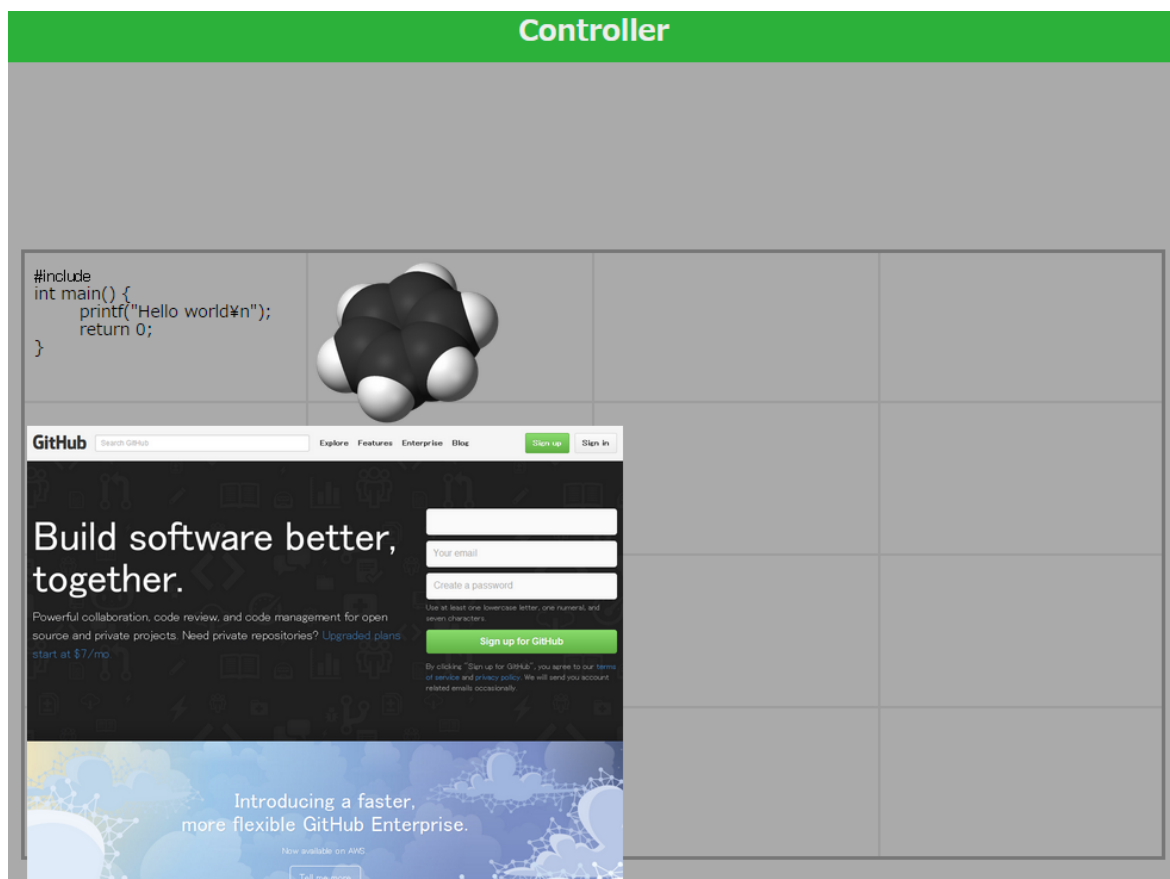 Controller
#include
int main() {
printf("Hello world¥n");
return 0;
}
GitHub Search GitHub Explore Features Enterprise Blog Sign up Sign in
Build software better,
together.
Powerful collaboration, code review, and code management for open
source and private projects. Need private repositories? Upgraded plans
start at $7/mo.
Your email
Create a password
Use at least one lowercase letter, one numeral, and
seven characters.
Sign up for GitHub
By clicking "Sign up for GitHub", you agree to our terms
of service and privacy policy. We will send you account
related emails occasionally.
Introducing a faster,
more flexible GitHub Enterprise.
Now available on AWS.
Tell me more